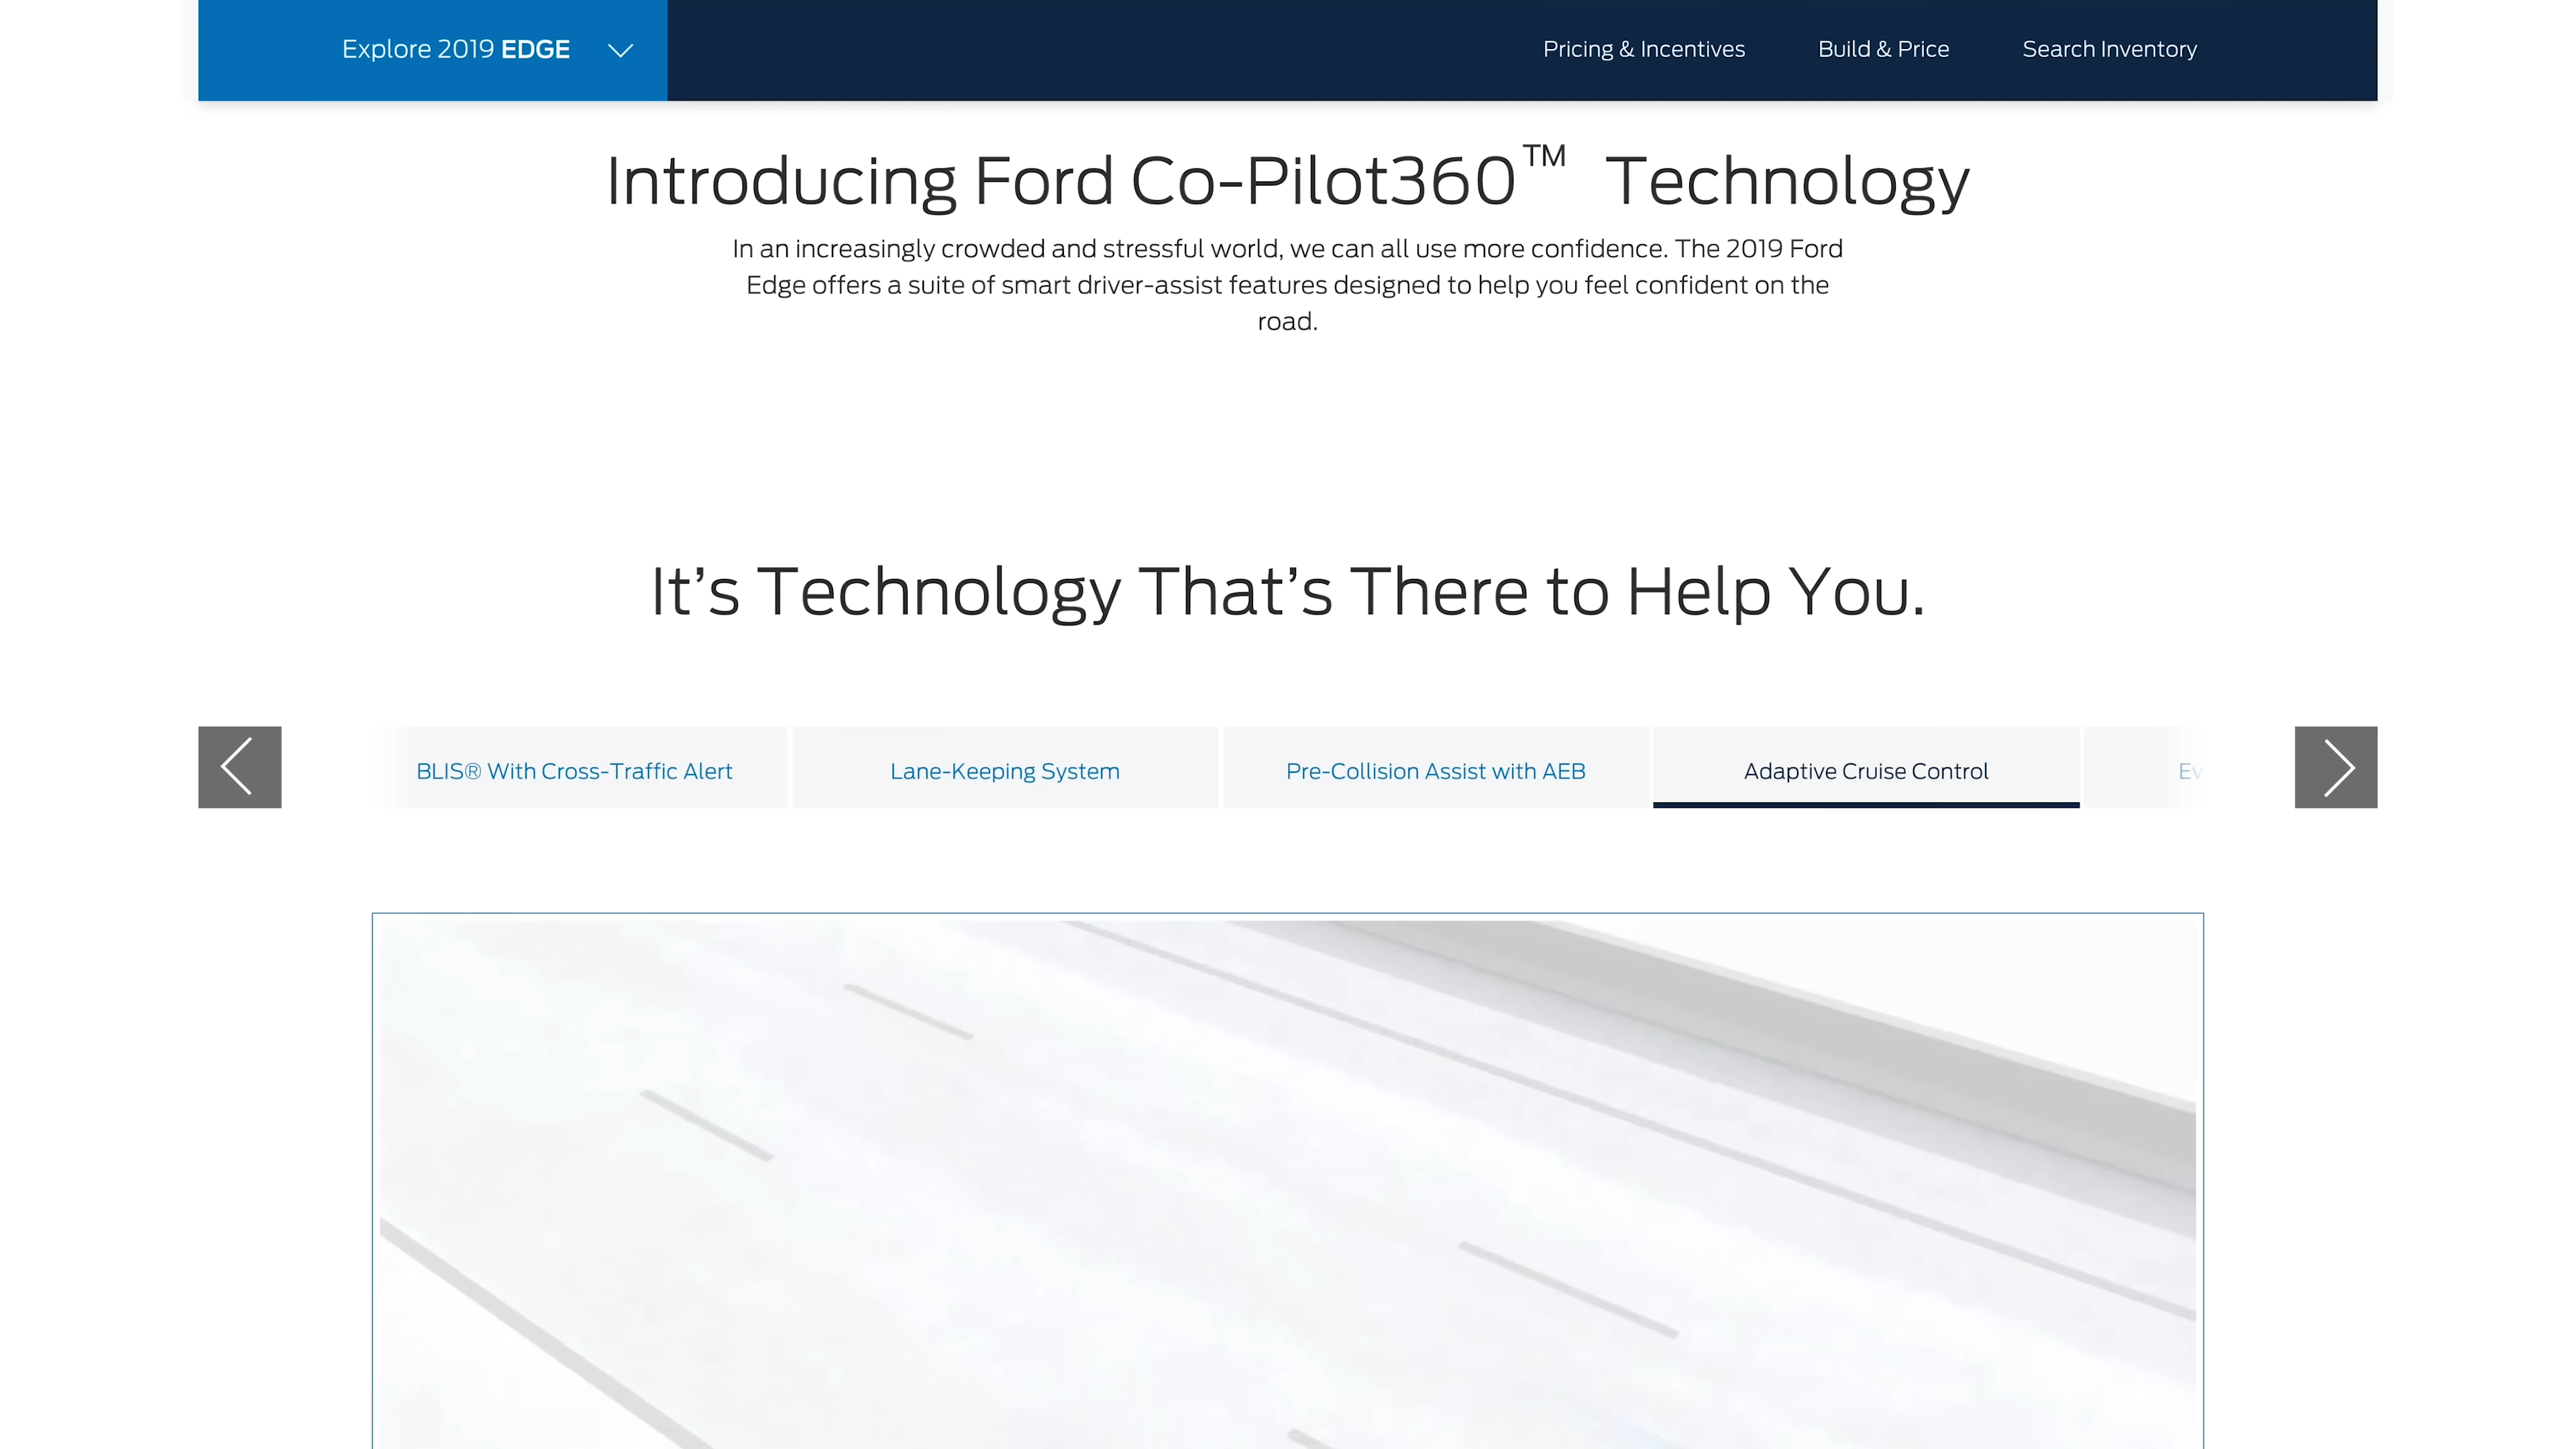 Explore 2019 EDGE
Pricing & Incentives
Build & Price
Search Inventory
Introducing Ford Co-Pilot360™ Technology
In an increasingly crowded and stressful world, we can all use more confidence. The 2019 Ford
Edge offers a suite of smart driver-assist features designed to help you feel confident on the
road.
It’s Technology That’s There to Help You.
BLIS® With Cross-Traffic Alert
Lane-Keeping System
Pre-Collision Assist with AEB
Adaptive Cruise Control